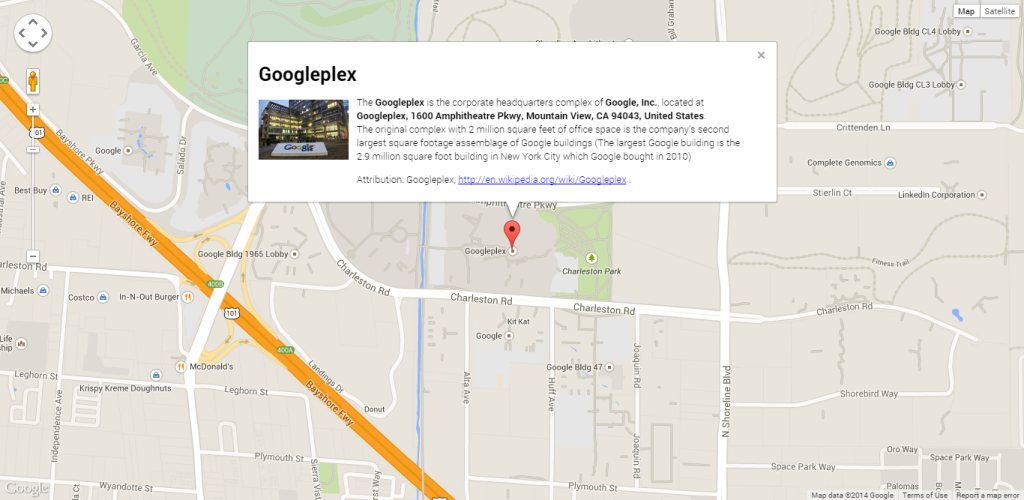 Map
Satellite
Google Bldg CL4 Lobby
Garcia Ave
Googleplex
Google Bldg CL3 Lobby
The Googleplex is the corporate headquarters complex of Google, Inc., located at
Googleplex, 1600 Amphitheatre Pkwy, Mountain View, CA 94043, United States.
The original complex with 2 million square feet of office space is the company's second
largest square footage assemblage of Google buildings (The largest Google building is the
2.9 million square foot building in New York City which Google bought in 2010)
Attribution: Googleplex, http://en.wikipedia.org/wiki/Googleplex .
Google
101
Bayshore Pkwy
Salado Dr
Crittenden Ln
Complete Genomics
Stierlin Ct
LinkedIn Corporation
Best Buy
REI
Bayshore Fwy
Pkwy
Googleplex
Google Bldg 1965 Lobby
Charleston Park
Fitness-Trail
Charleston Rd
Charleston Rd
400B
Michaels
Costco
In-N-Out Burger
101
Charleston Rd
Charleston Rd
Charleston Rd
Kit Kat
Google
400A
Life
Landings Dr
McDonald's
Google Bldg 47
Joaquin Rd
Leghorn St
Krispy Kreme Doughnuts
Leghorn St
Alta Ave
Huff Ave
N Shoreline Blvd
Shorebird Way
Independence Ave
Bayshore Fwy
Donut
Plymouth St
Plymouth St
Joaquin Rd
Oro Way
Space Park Way
Space Park Way
Sierra Vista
Wyandotte St
Palomas
Google
Map data ©2014 Google
Terms of Use
Report a map error